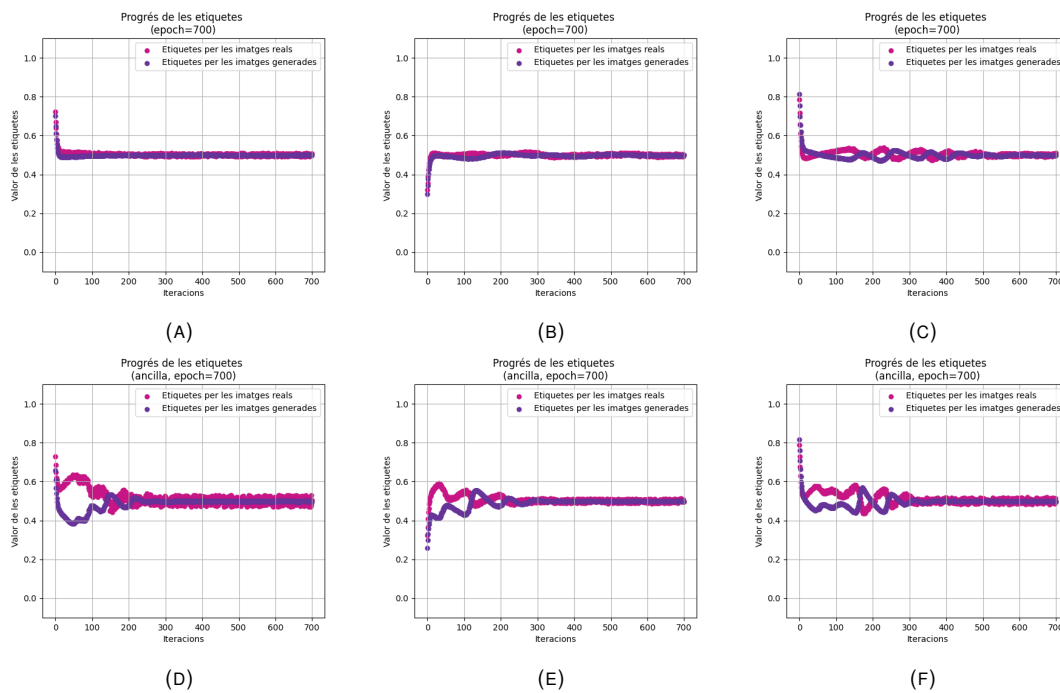 Progrés de les etiquetes
(epoch=700)
Etiquetes per les imatges reals
Etiquetes per les imatges generades
Valor de les etiquetes
1.0
0.8
0.6
0.4
0.2
0.0
0 100 200 300 400 500 600 700
Iteracions
(A)
Progrés de les etiquetes
(epoch=700)
Etiquetes per les imatges reals
Etiquetes per les imatges generades
Valor de les etiquetes
1.0
0.8
0.6
0.4
0.2
0.0
0 100 200 300 400 500 600 700
Iteracions
(B)
Progrés de les etiquetes
(epoch=700)
Etiquetes per les imatges reals
Etiquetes per les imatges generades
Valor de les etiquetes
1.0
0.8
0.6
0.4
0.2
0.0
0 100 200 300 400 500 600 700
Iteracions
(C)
Progrés de les etiquetes
(ancilla, epoch=700)
Etiquetes per les imatges reals
Etiquetes per les imatges generades
Valor de les etiquetes
1.0
0.8
0.6
0.4
0.2
0.0
0 100 200 300 400 500 600 700
Iteracions
(D)
Progrés de les etiquetes
(ancilla, epoch=700)
Etiquetes per les imatges reals
Etiquetes per les imatges generades
Valor de les etiquetes
1.0
0.8
0.6
0.4
0.2
0.0
0 100 200 300 400 500 600 700
Iteracions
(E)
Progrés de les etiquetes
(ancilla, epoch=700)
Etiquetes per les imatges reals
Etiquetes per les imatges generades
Valor de les etiquetes
1.0
0.8
0.6
0.4
0.2
0.0
0 100 200 300 400 500 600 700
Iteracions
(F)